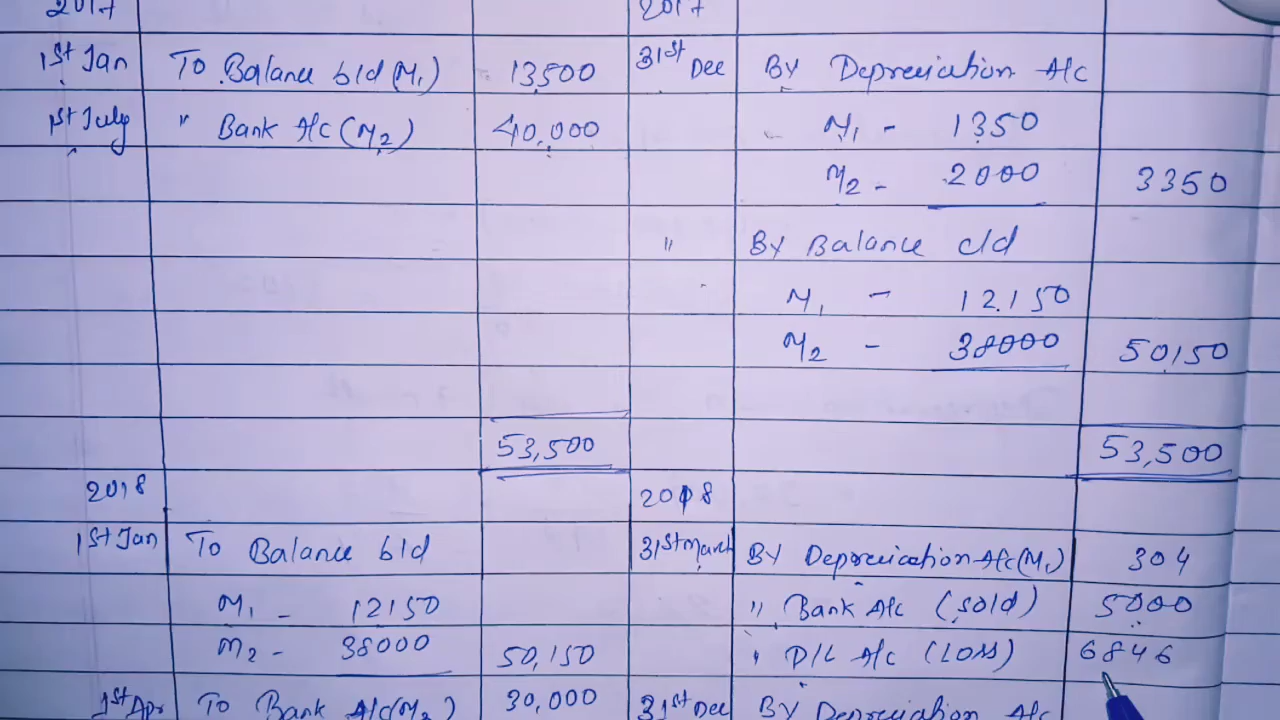 2017 2017
1st Jan To Balance b/d (M1) 13,500 31st Dec By Depreciation A/c
1st July " Bank A/c (M2) 40,000 M1 - 1350
M2 - 2000 3350
" By Balance c/d
M1 - 12.150
M2 - 38000 50,150
53,500 53,500
2018 2018
1st Jan To Balance b/d 31st March By Depreciation A/c (M1) 304
M1 - 12150 " Bank A/c (Sold) 5000
M2 - 38000 50,150 " P/L A/c (Loss) 6846
1st Apr To Bank A/c (M2) 30,000 31st Dec By Depreciation A/c